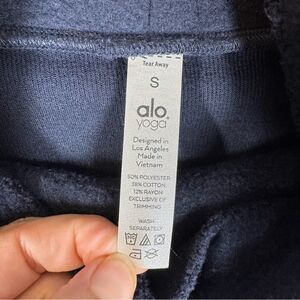 Tear Away
S
alo
yoga
Designed in
Los Angeles
Made in
Vietnam
50% POLYESTER
38% COTTON
12% RAYON
EXCLUSIVE OF
TRIMMING
WASH
SEPARATELY